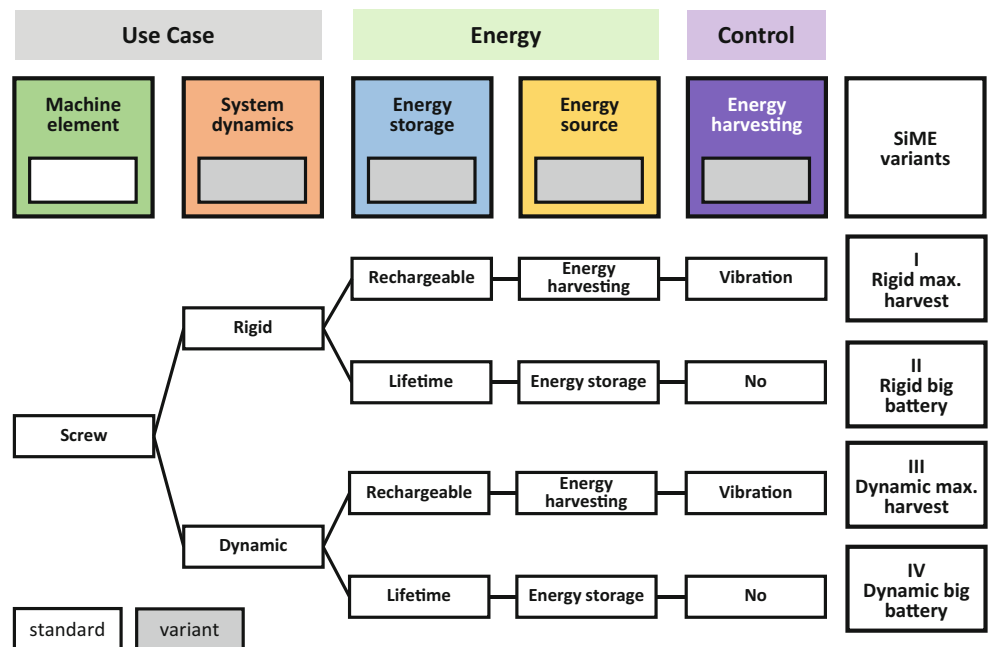 Use Case
Energy
Control
Machine
element
System
dynamics
Energy
storage
Energy
source
Energy
harvesting
SiME
variants
Rechargeable
Energy
harvesting
Vibration
I
Rigid max.
harvest
Rigid
Lifetime
Energy storage
No
II
Rigid big
battery
Screw
Rechargeable
Energy
harvesting
Vibration
III
Dynamic max.
harvest
Dynamic
Lifetime
Energy storage
No
IV
Dynamic big
battery
standard
variant